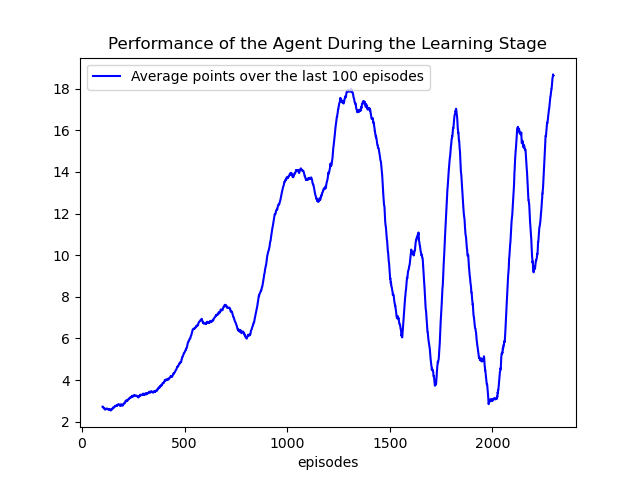 Performance of the Agent During the Learning Stage
Average points over the last 100 episodes
18
16
14
12
10
8
6
4
2
0 500 1000 1500 2000
episodes